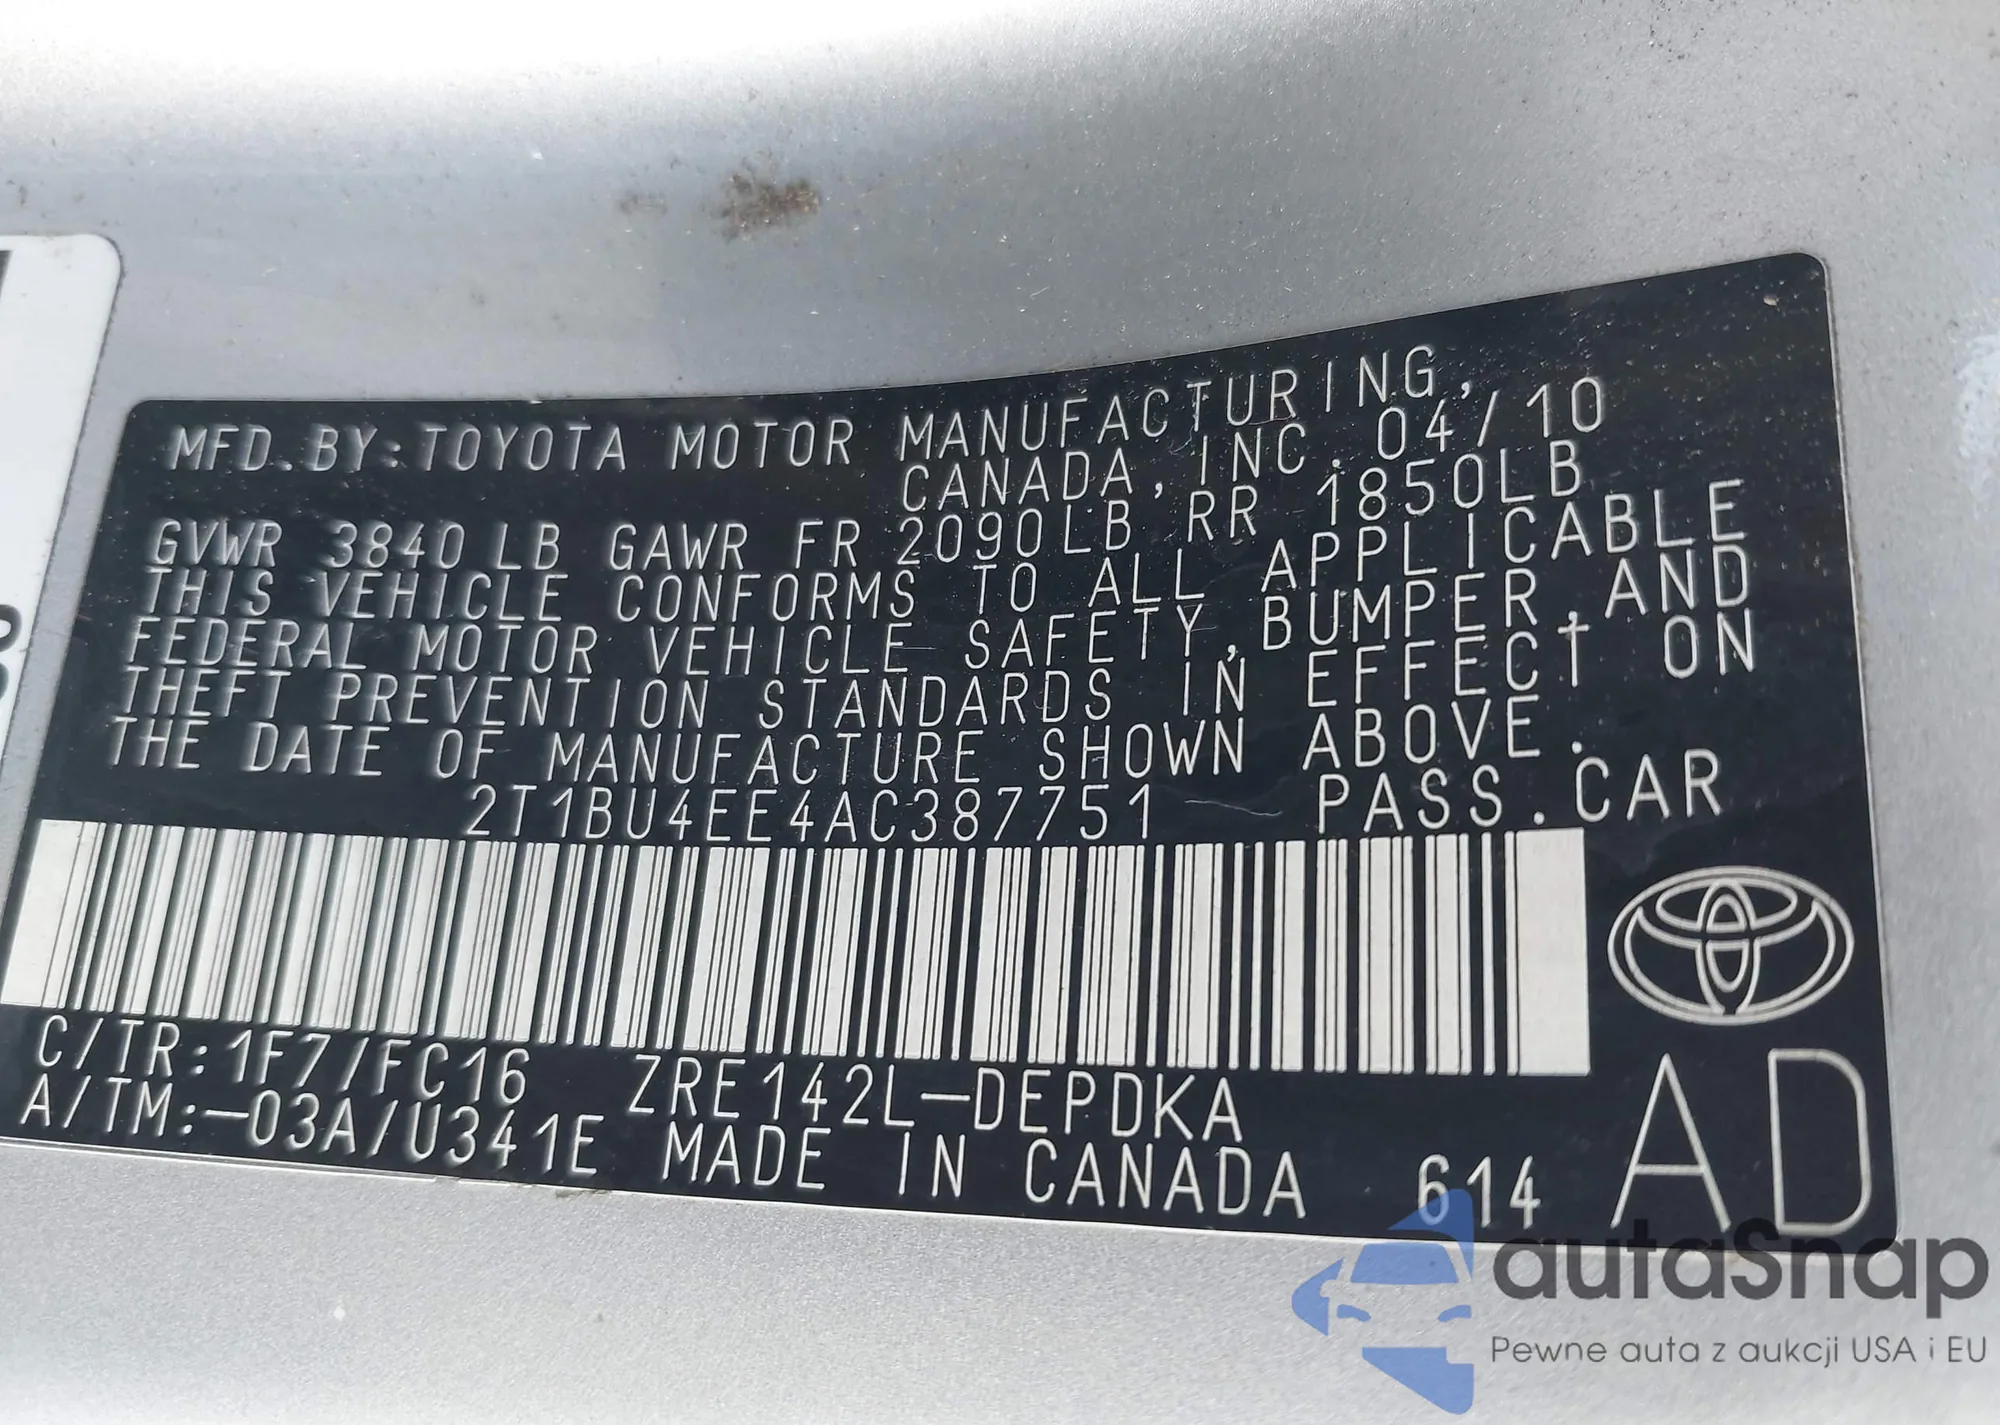 MFD.BY:TOYOTA MOTOR MANUFACTURING,
CANADA,INC.04/10
GVWR 3840LB GAWR FR 2090LB RR 1850LB
THIS VEHICLE CONFORMS TO ALL APPLICABLE
FEDERAL MOTOR VEHICLE SAFETY,BUMPER,AND
THEFT PREVENTION STANDARDS IN EFFECT ON
THE DATE OF MANUFACTURE SHOWN ABOVE.
2T1BU4EE4AC387751 PASS.CAR
C/TR:1F7/FC16 ZRE142L-DEPDKA
A/TM:-03A/U341E MADE IN CANADA 614 AD
autaSnap
Pewne auta z aukcji USA i EU